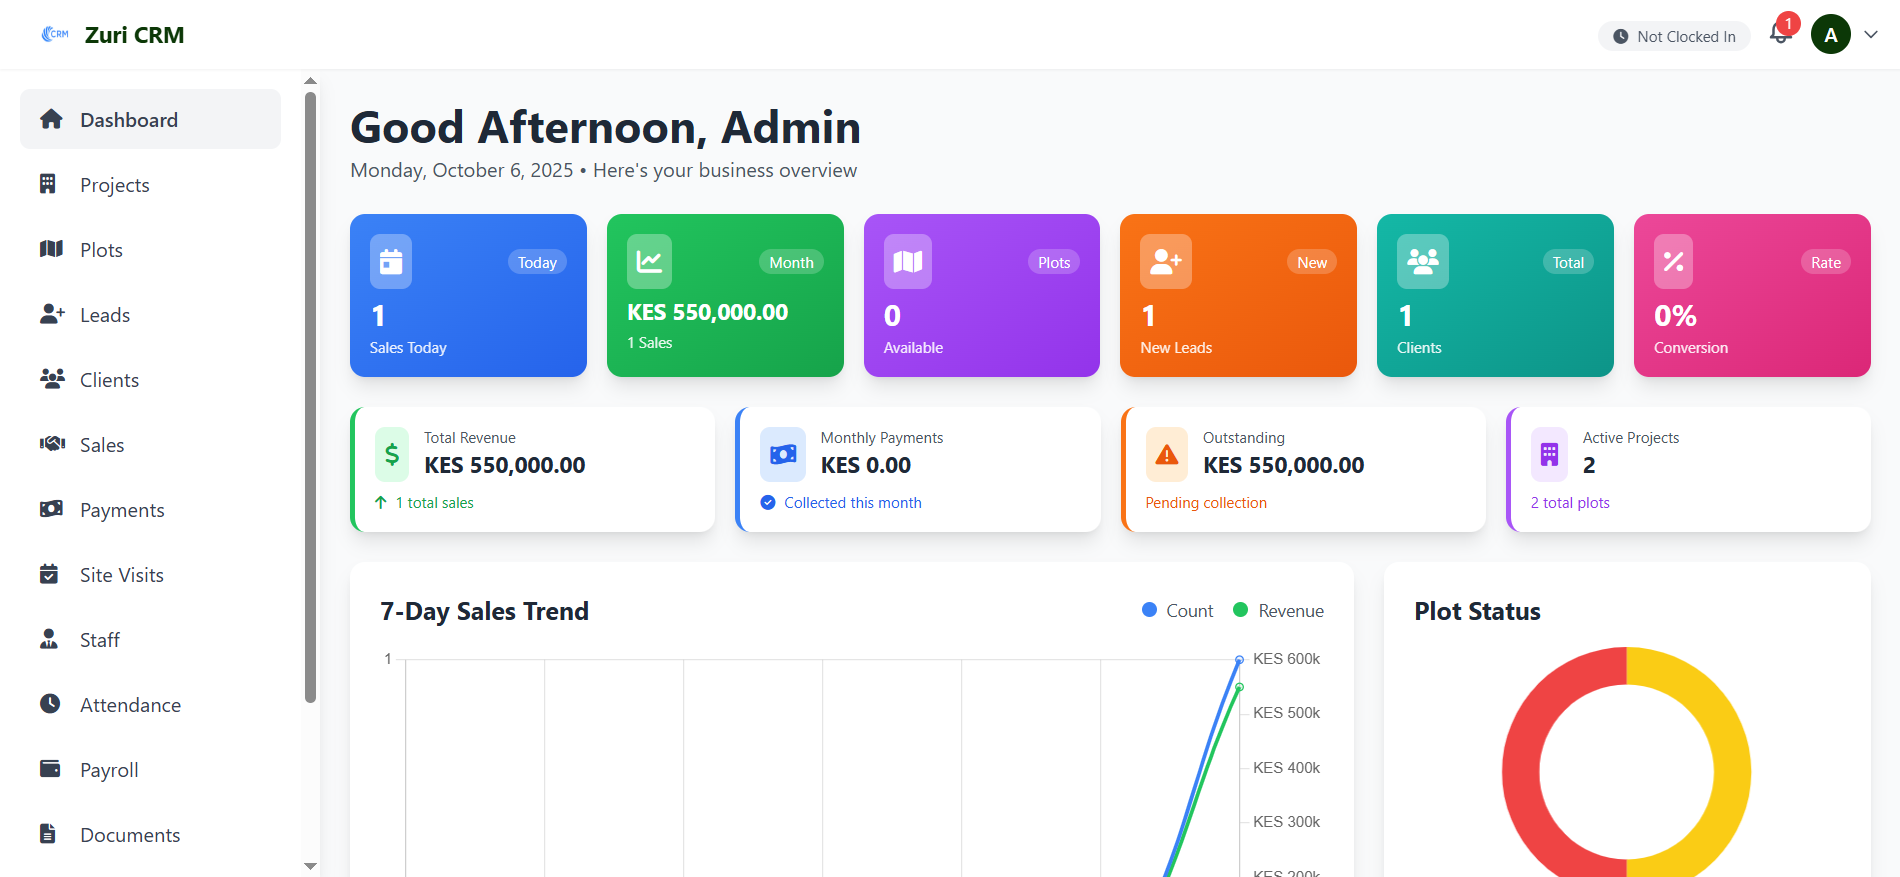 CRM Zuri CRM
Not Clocked In
1
A
Dashboard
Projects
Plots
Leads
Clients
Sales
Payments
Site Visits
Staff
Attendance
Payroll
Documents
Good Afternoon, Admin
Monday, October 6, 2025 • Here's your business overview
Today
1
Sales Today
Month
KES 550,000.00
1 Sales
Plots
0
Available
New
1
New Leads
Total
1
Clients
Rate
0%
Conversion
Total Revenue
KES 550,000.00
1 total sales
Monthly Payments
KES 0.00
Collected this month
Outstanding
KES 550,000.00
Pending collection
Active Projects
2
2 total plots
7-Day Sales Trend
Count
Revenue
1
KES 600k
KES 500k
KES 400k
KES 300k
KES 200k
Plot Status